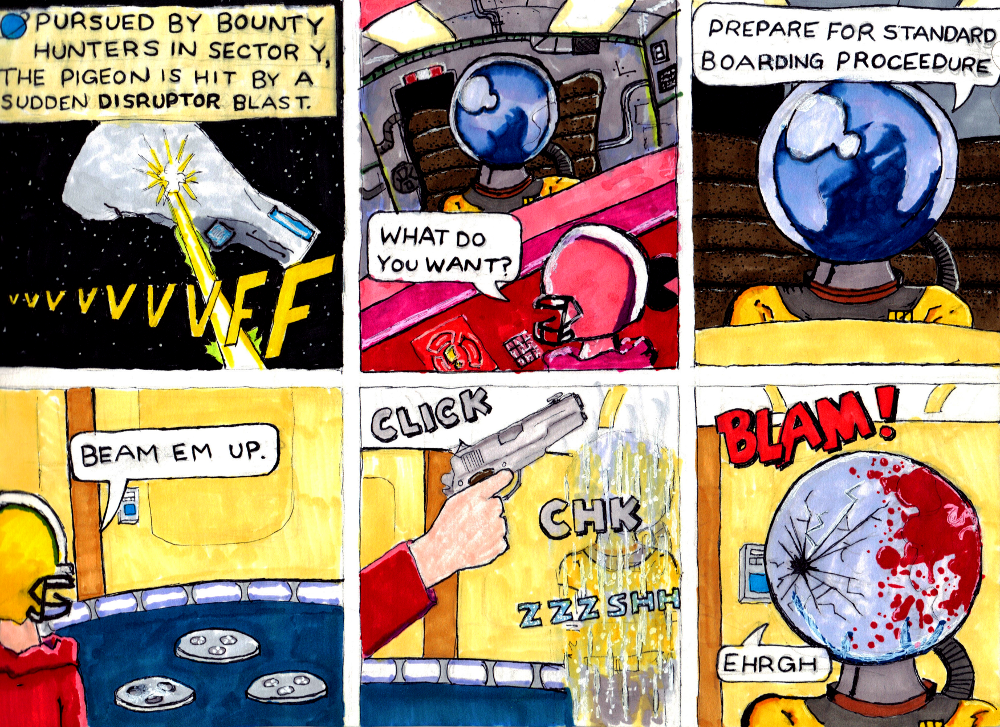 PURSUED BY BOUNTY
HUNTERS IN SECTOR Y,
THE PIGEON IS HIT BY A
SUDDEN DISRUPTOR BLAST.
VVVVVVVVFF
WHAT DO
YOU WANT?
PREPARE FOR STANDARD
BOARDING PROCEEDURE
BEAM EM UP.
CLICK
CHK
ZZZSHH
BLAM!
EHRGH